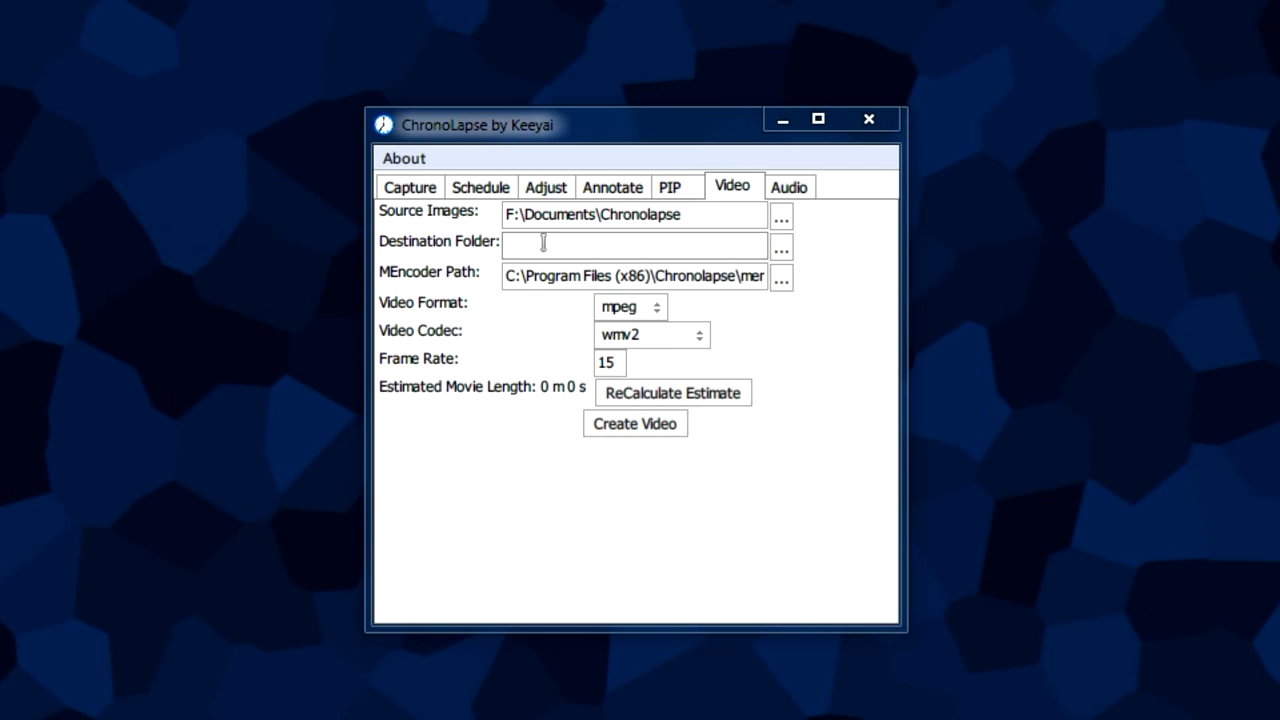 ChronoLapse by Keeyai
About
Capture Schedule Adjust Annotate PIP Video Audio
Source Images: F:\Documents\Chronolapse ...
Destination Folder: ...
MEncoder Path: C:\Program Files (x86)\Chronolapse\mer ...
Video Format: mpeg
Video Codec: wmv2
Frame Rate: 15
Estimated Movie Length: 0 m 0 s ReCalculate Estimate
Create Video